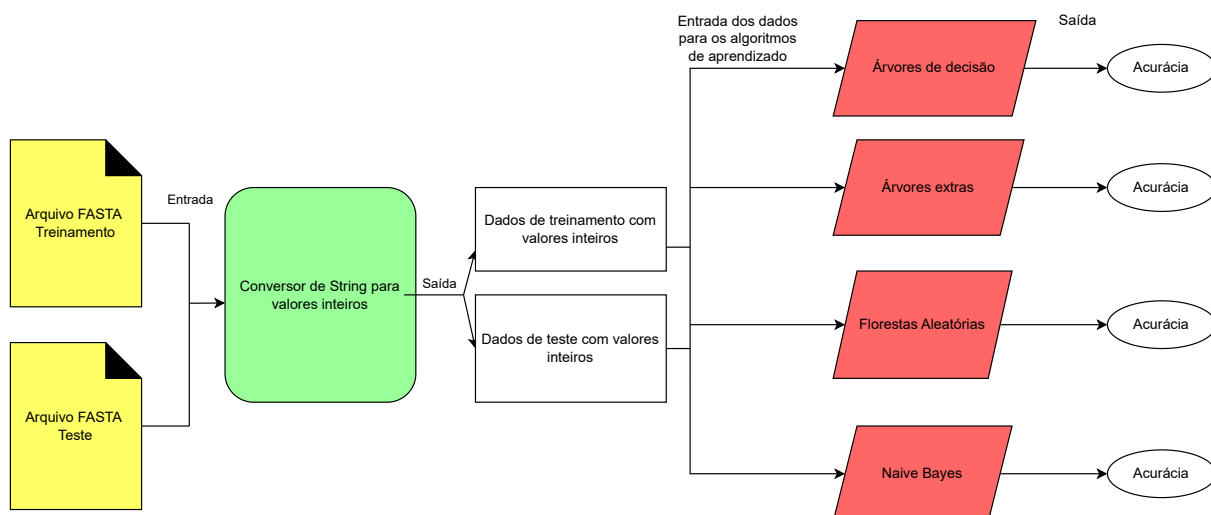 Arquivo FASTA
Treinamento
Arquivo FASTA
Teste
Entrada
Conversor de String para
valores inteiros
Saída
Dados de treinamento com
valores inteiros
Dados de teste com valores
inteiros
Entrada dos dados
para os algoritmos
de aprendizado
Árvores de decisão
Árvores extras
Florestas Aleatórias
Naive Bayes
Saída
Acurácia
Acurácia
Acurácia
Acurácia